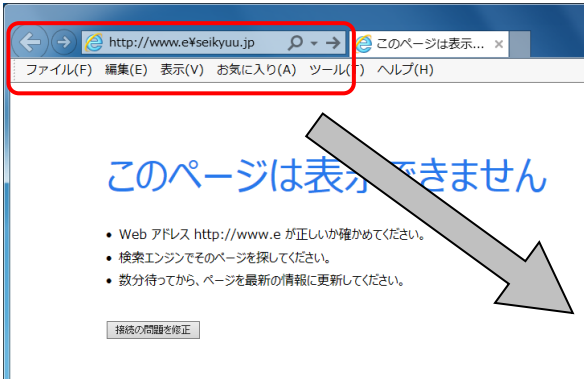 http://www.e¥seikyuu.jp
このページは表示...
ファイル(F) 編集(E) 表示(V) お気に入り(A) ツール(T) ヘルプ(H)
このページは表示できません
• Web アドレス http://www.e が正しいか確かめてください。
• 検索エンジンでそのページを探してください。
• 数分待ってから、ページを最新の情報に更新してください。
接続の問題を修正